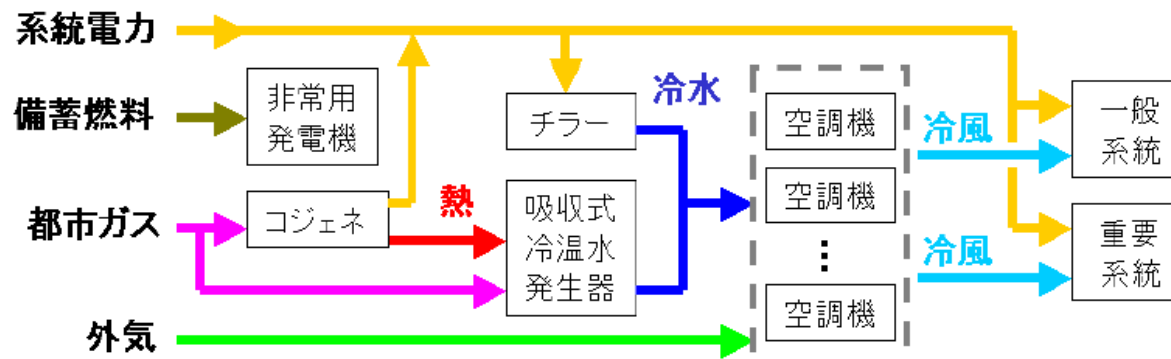 系統電力
備蓄燃料
非常用
発電機
都市ガス
コジェネ
熱
外気
チラー
吸収式
冷温水
発生器
冷水
空調機
空調機
⋮
空調機
冷風
一般
系統
冷風
重要
系統